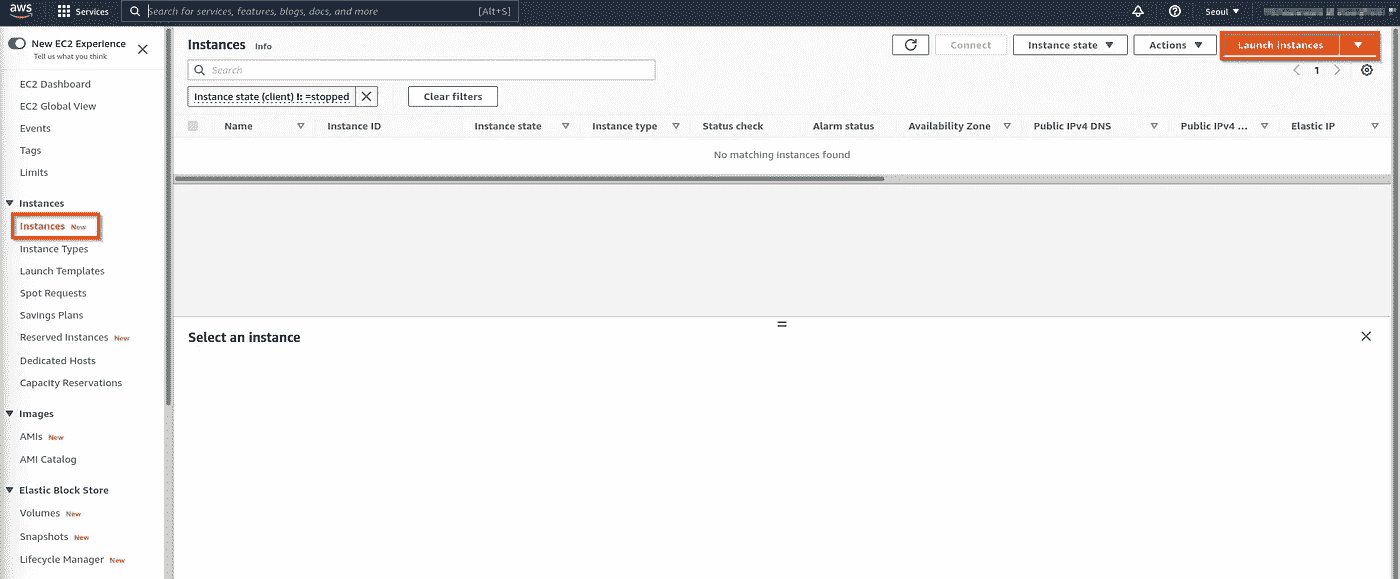 aws
Services
Search for services, features, blogs, docs, and more
[Alt+S]
Seoul
New EC2 Experience
Tell us what you think
EC2 Dashboard
EC2 Global View
Events
Tags
Limits
Instances
Instances New
Instance Types
Launch Templates
Spot Requests
Savings Plans
Reserved Instances New
Dedicated Hosts
Capacity Reservations
Images
AMIs New
AMI Catalog
Elastic Block Store
Volumes New
Snapshots New
Lifecycle Manager New
Instances Info
Connect
Instance state
Actions
Launch instances
Search
1
Instance state (client) !: =stopped
Clear filters
Name Instance ID Instance state Instance type Status check Alarm status Availability Zone Public IPv4 DNS Public IPv4 ... Elastic IP
No matching instances found
Select an instance